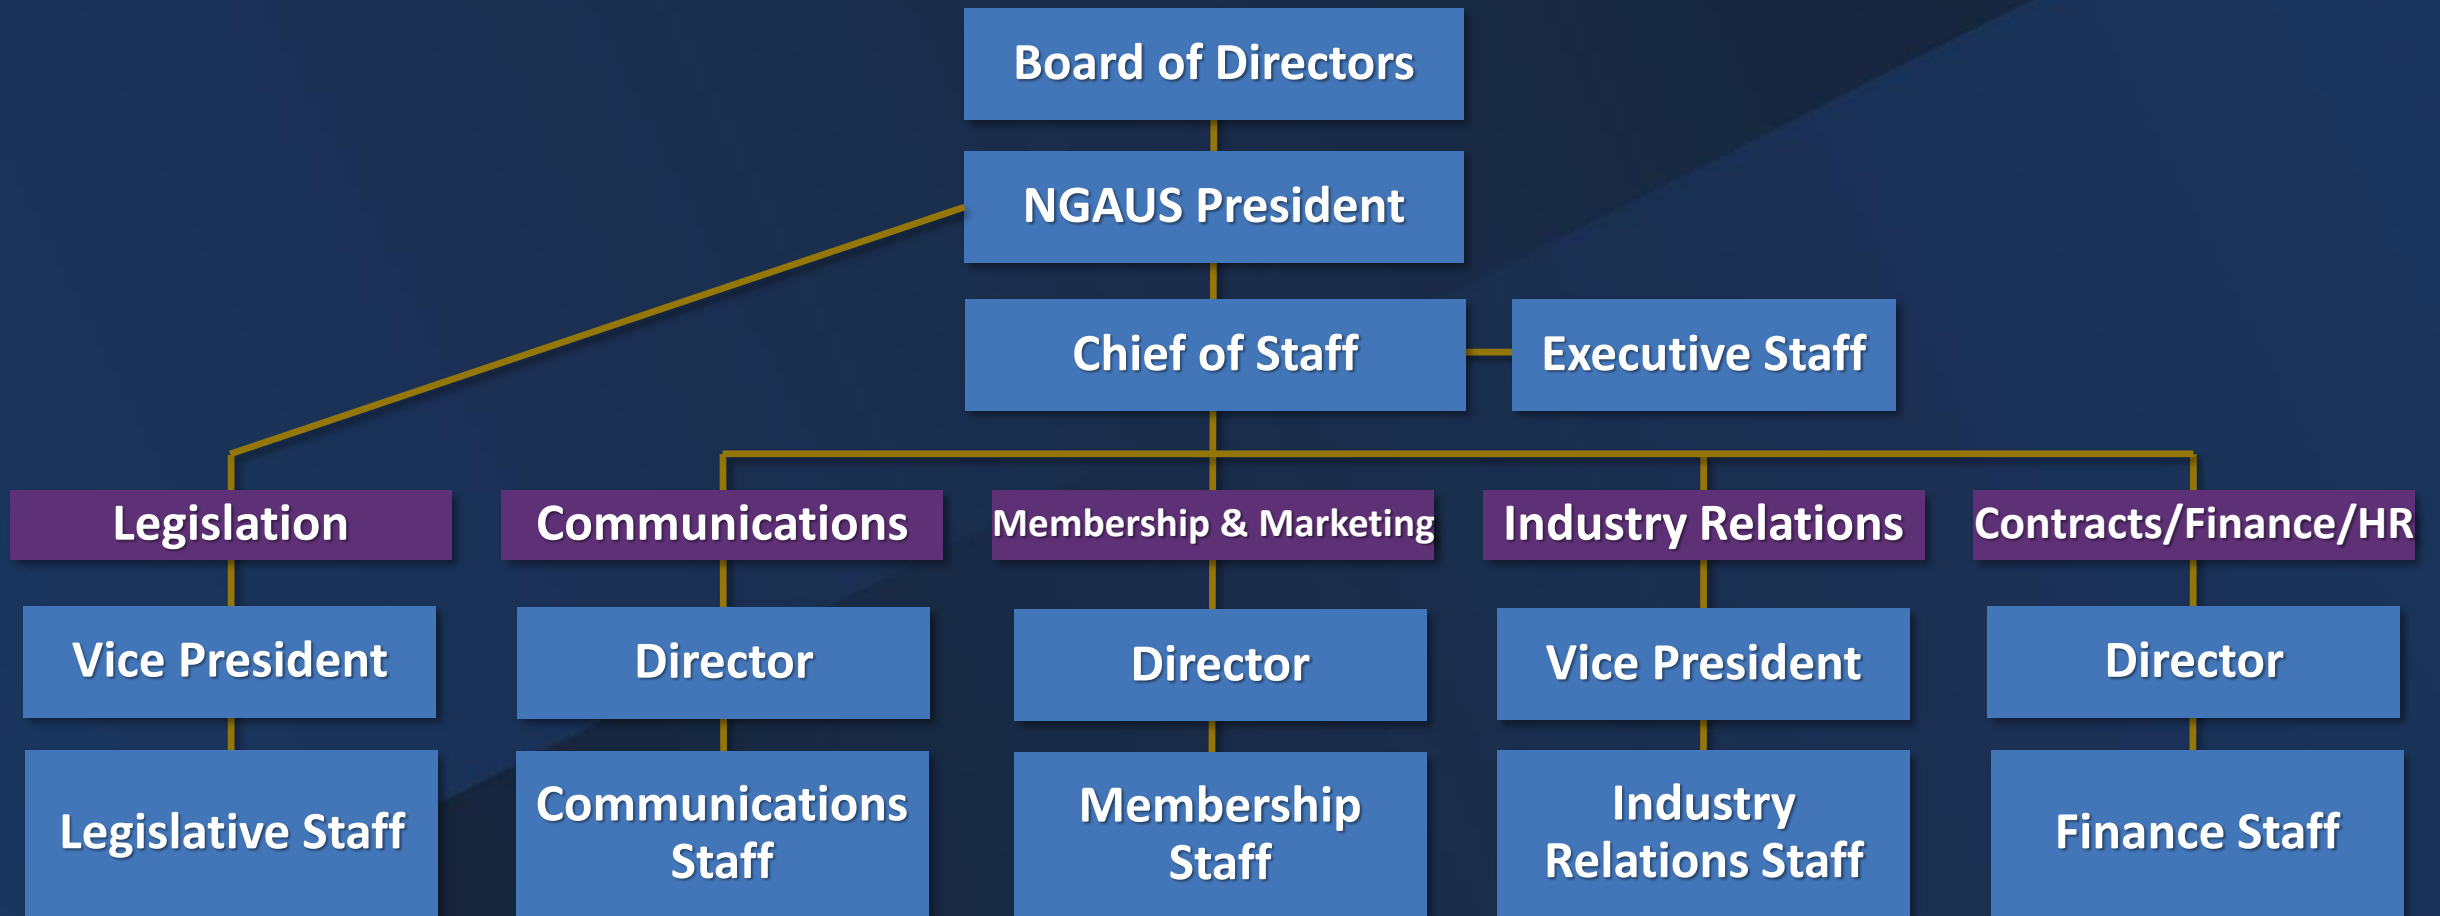 Board of Directors
NGAUS President
Chief of Staff
Executive Staff
Legislation
Communications
Membership & Marketing
Industry Relations
Contracts/Finance/HR
Vice President
Director
Director
Vice President
Director
Legislative Staff
Communications
Staff
Membership
Staff
Industry
Relations Staff
Finance Staff